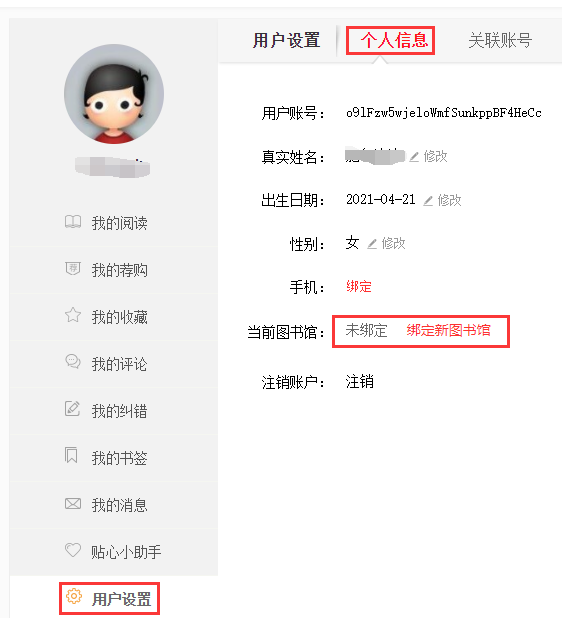 用户设置 个人信息 关联账号
用户账号： o9lFzw5wjeloWmfSunkppBF4HeCc
真实姓名： 修改
出生日期： 2021-04-21 修改
性别： 女 修改
手机： 绑定
当前图书馆： 未绑定 绑定新图书馆
注销账户： 注销
我的阅读
我的荐购
我的收藏
我的评论
我的纠错
我的书签
我的消息
贴心小助手
用户设置